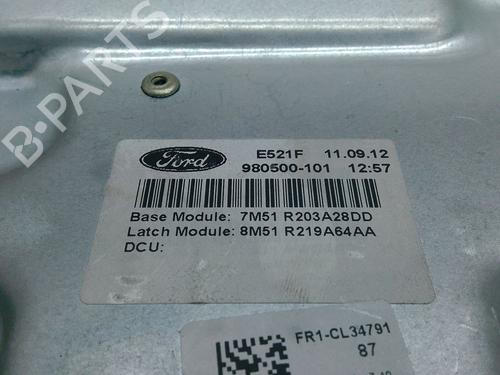 B-PARTS
Ford
E521F 11.09.12
980500-101 12:57
Base Module: 7M51 R203A28DD
Latch Module: 8M51 R219A64AA
DCU:
FR1-CL34791
87